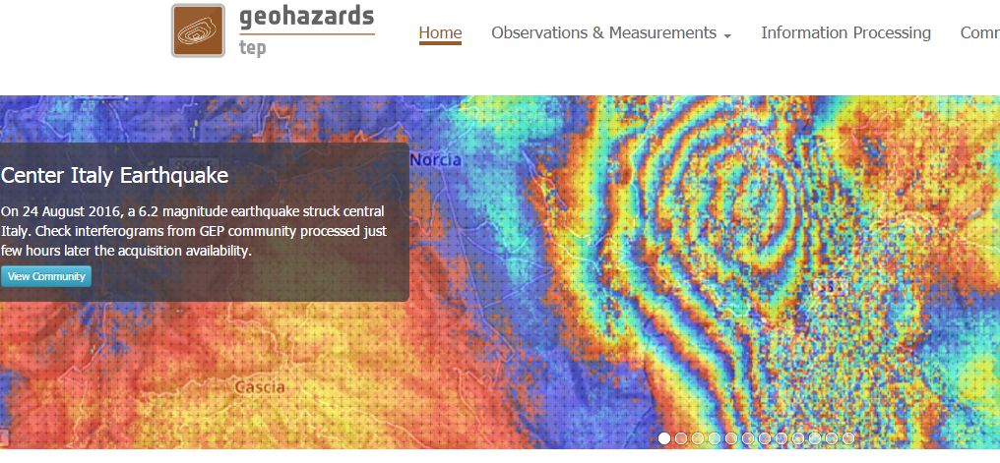 geohazards
tep
Home Observations & Measurements Information Processing Comm
Norcia
Center Italy Earthquake
On 24 August 2016, a 6.2 magnitude earthquake struck central
Italy. Check interferograms from GEP community processed just
few hours later the acquisition availability.
View Community
Cascia